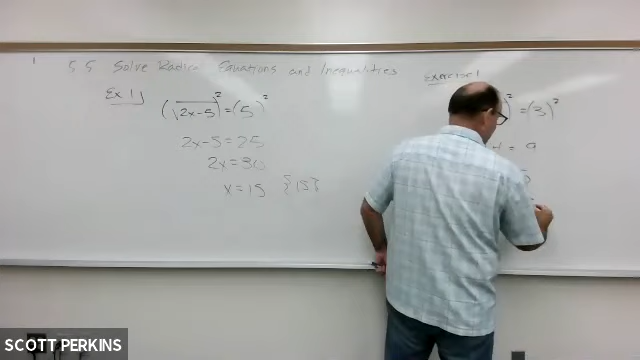 5.5 Solve Radical Equations and Inequalities
Ex 1)
(√2x-5)² = (5)²
2x-5 = 25
2x = 30
x = 15 {15}
Exercise 1
)² = (3)²
= 9
SCOTT PERKINS